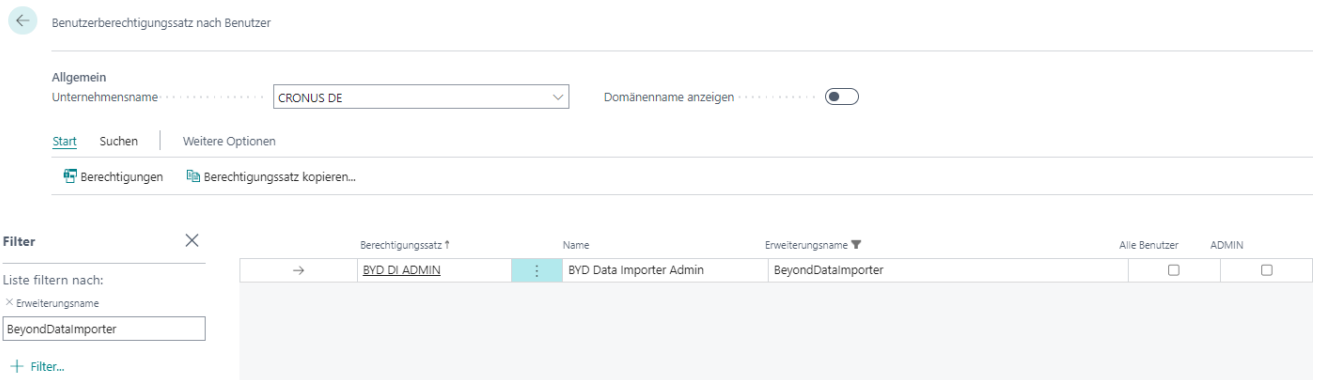 Benutzerberechtigungssatz nach Benutzer
Allgemein
Unternehmensname CRONUS DE Domänenname anzeigen
Start Suchen Weitere Optionen
Berechtigungen Berechtigungssatz kopieren...
Filter
Berechtigungssatz ↑ Name Erweiterungsname Alle Benutzer ADMIN
→ BYD DI ADMIN ⋮ BYD Data Importer Admin BeyondDataImporter
Liste filtern nach:
× Erweiterungsname
BeyondDataImporter
+ Filter...